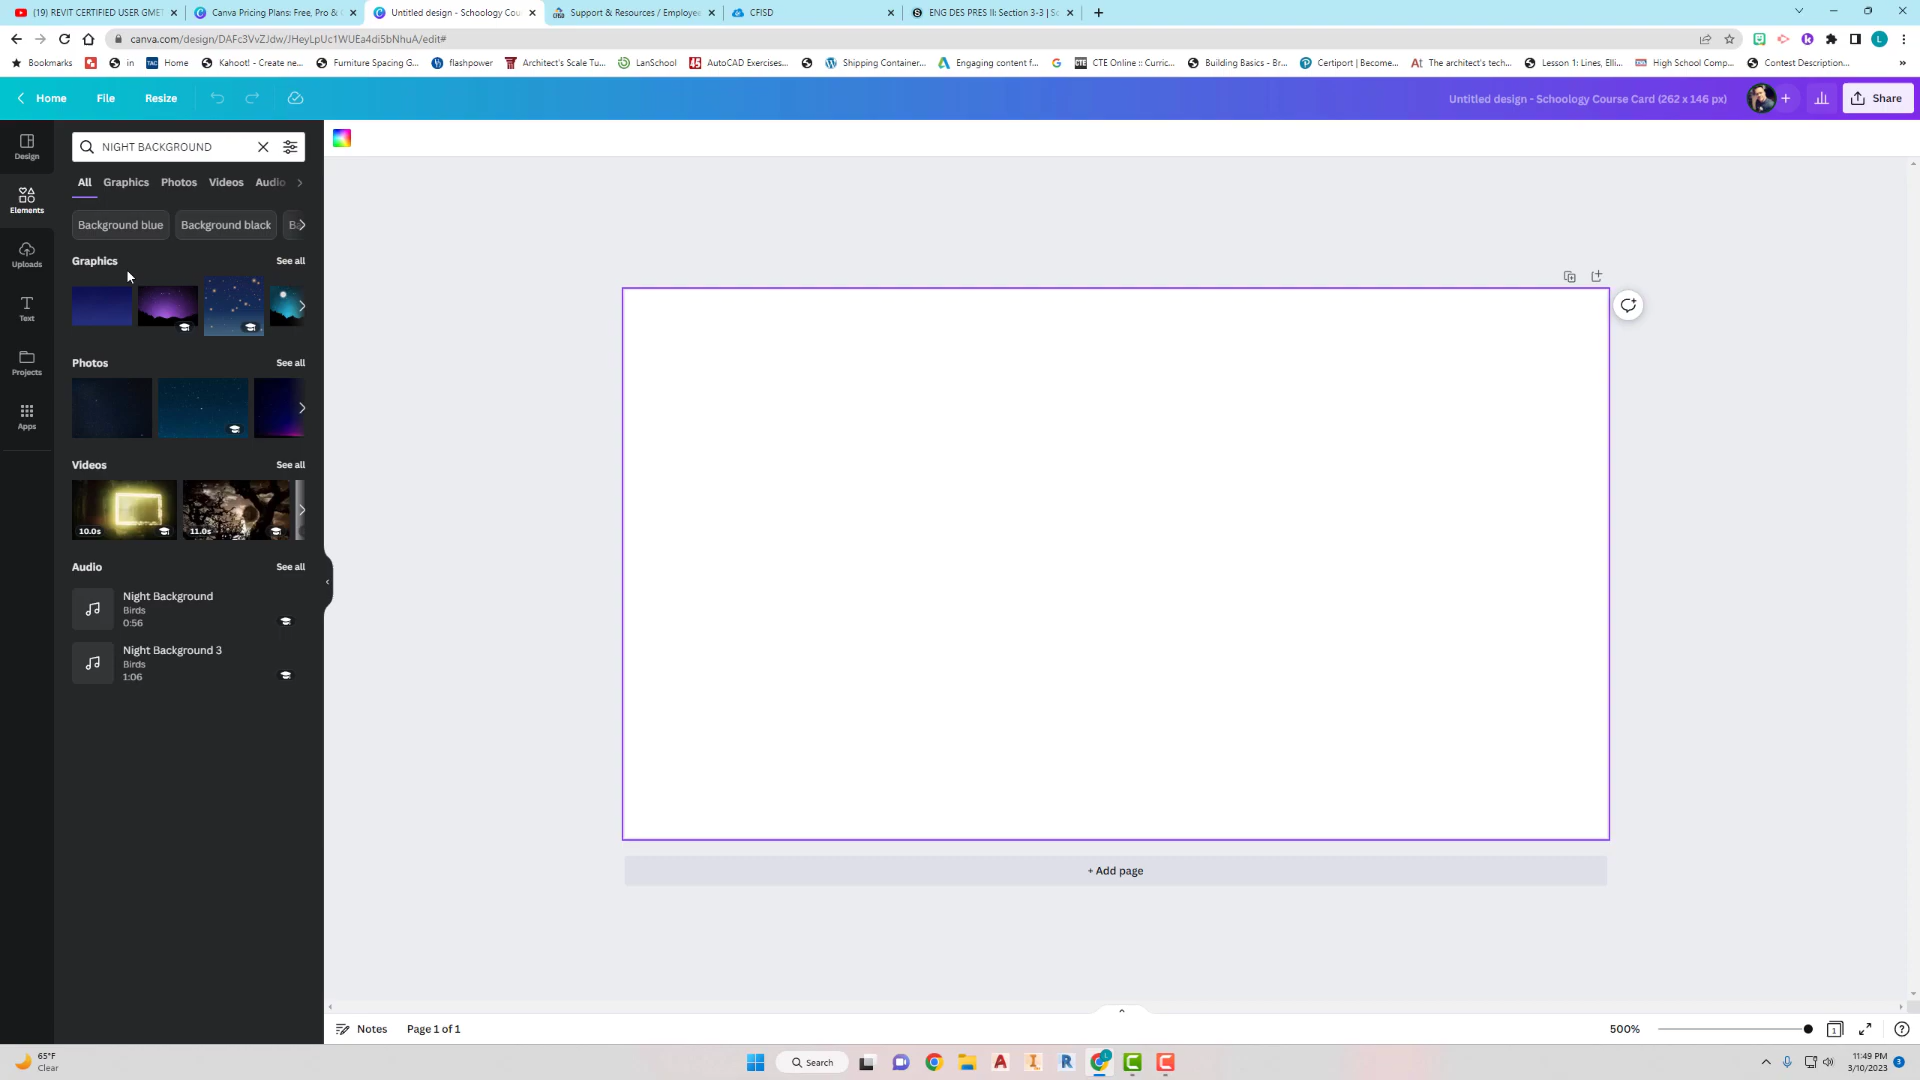 (19) REVIT CERTIFIED USER GMET
Canva Pricing Plans: Free, Pro & C
Untitled design - Schoology Cou
Support & Resources / Employee
CFISD
ENG DES PRES II: Section 3-3 | Sc
canva.com/design/DAFc3VvZJdw/JHeyLpUc1WUEa4di5bNhuA/edit#
Bookmarks
in
Home
Kahoot! - Create ne...
Furniture Spacing G...
flashpower
Architect's Scale Tu...
LanSchool
AutoCAD Exercises...
Shipping Container...
Engaging content f...
CTE Online :: Curric...
Building Basics - Br...
Certiport | Become...
The architect's tech...
Lesson 1: Lines, Elli...
High School Comp...
Contest Description...
Home
File
Resize
Untitled design - Schoology Course Card (262 x 146 px)
Share
Design
Elements
Uploads
Text
Projects
Apps
NIGHT BACKGROUND
All Graphics Photos Videos Audio
Background blue
Background black
Graphics
See all
Photos
See all
Videos
See all
10.0s
11.0s
Audio
See all
Night Background
Birds
0:56
Night Background 3
Birds
1:06
+ Add page
Notes
Page 1 of 1
500%
1
65°F
Clear
Search
11:49 PM
3/10/2023
3